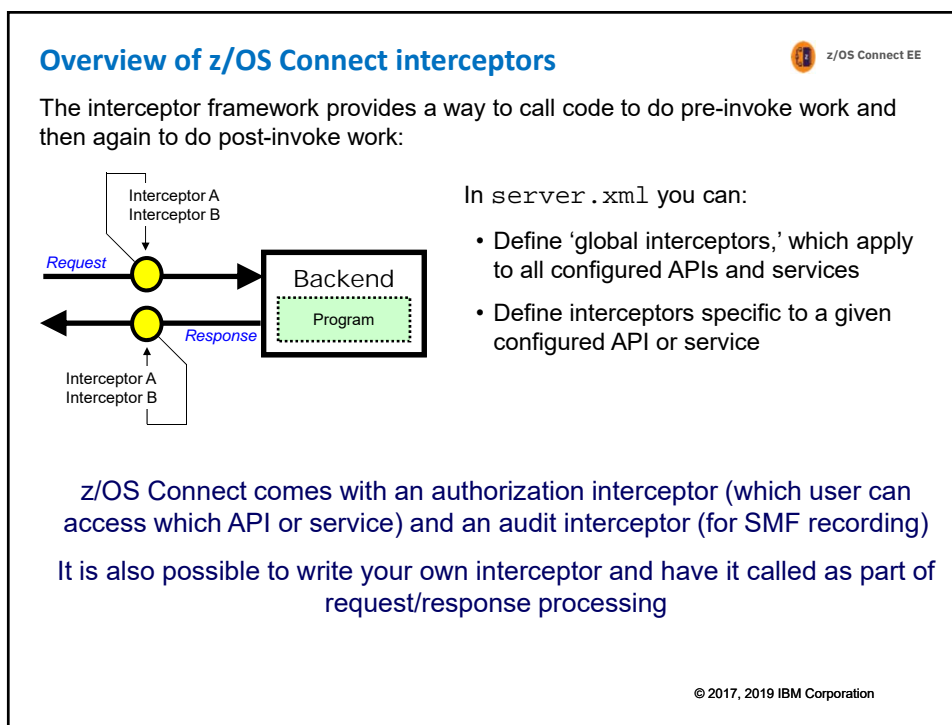 Overview of z/OS Connect interceptors
z/OS Connect EE
The interceptor framework provides a way to call code to do pre-invoke work and
then again to do post-invoke work:
Interceptor A
Interceptor B
Request
Backend
Program
Response
Interceptor A
Interceptor B
In server.xml you can:
• Define ‘global interceptors,’ which apply
to all configured APIs and services
• Define interceptors specific to a given
configured API or service
z/OS Connect comes with an authorization interceptor (which user can
access which API or service) and an audit interceptor (for SMF recording)
It is also possible to write your own interceptor and have it called as part of
request/response processing
© 2017, 2019 IBM Corporation